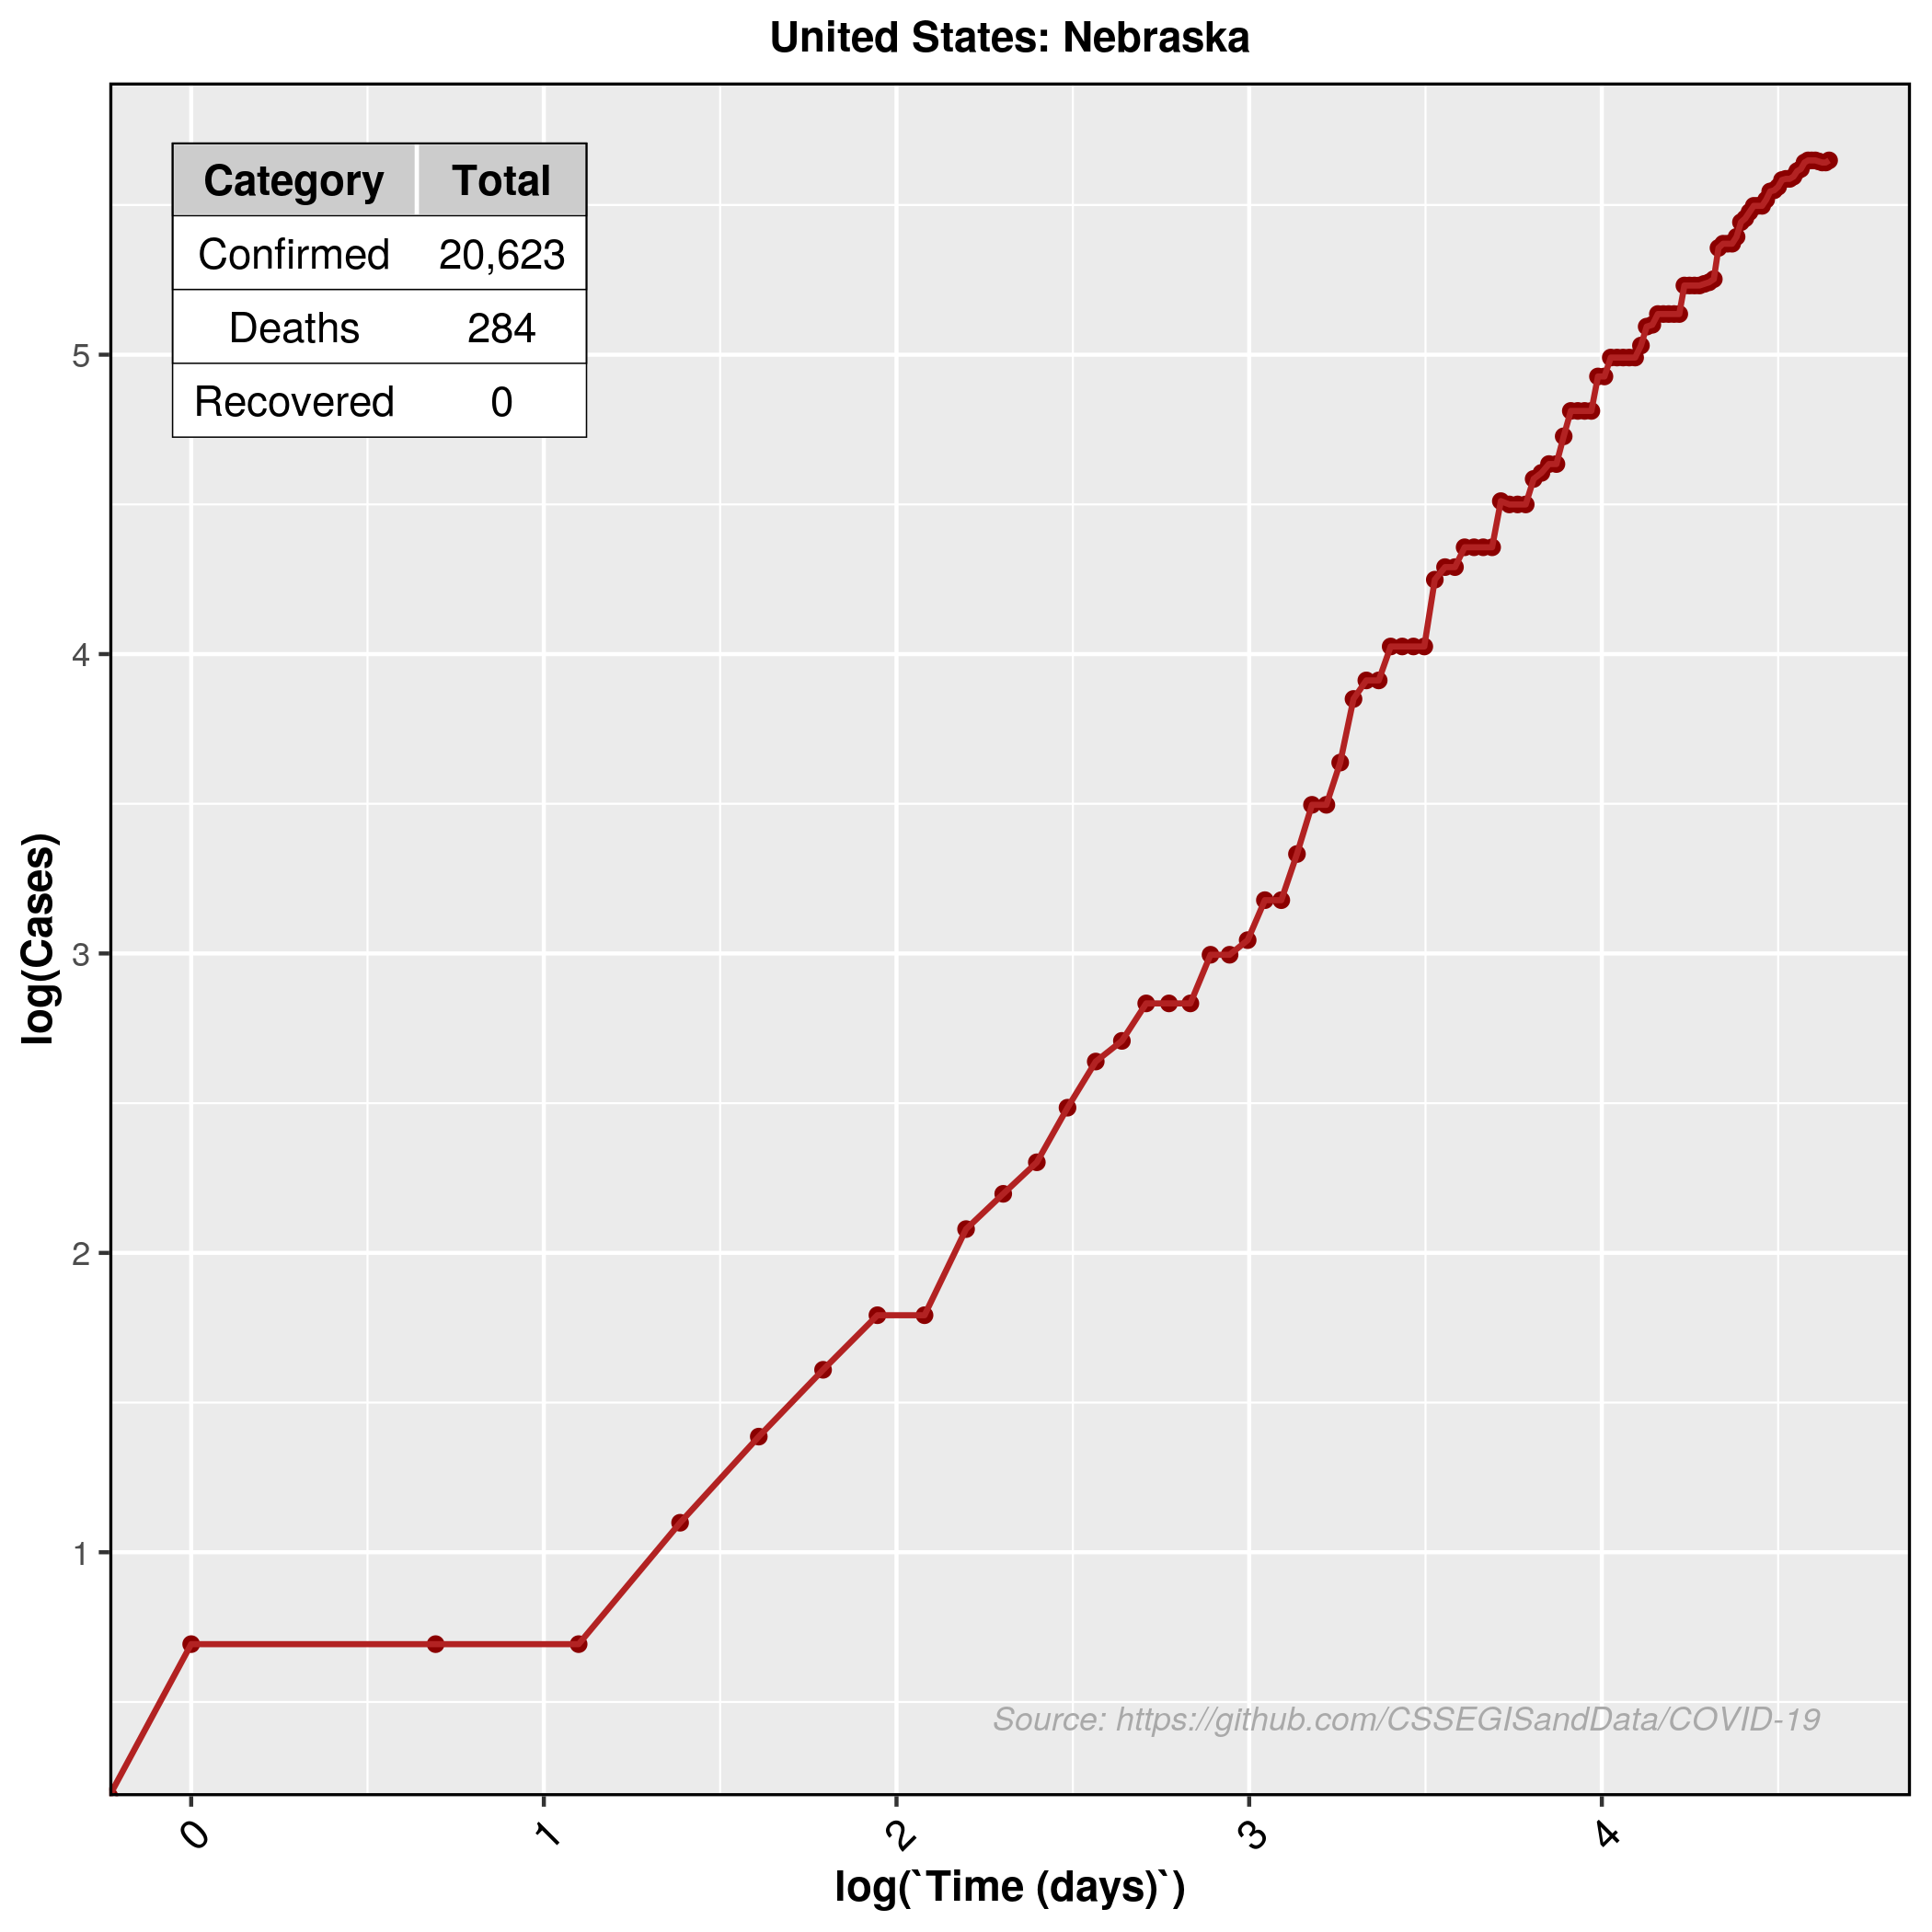 United States: Nebraska
Category Total
Confirmed 20,623
Deaths 284
Recovered 0
5
4
3
2
1
log(Cases)
0 1 2 3 4
log(`Time (days)`)
Source: https://github.com/CSSEGISandData/COVID-19